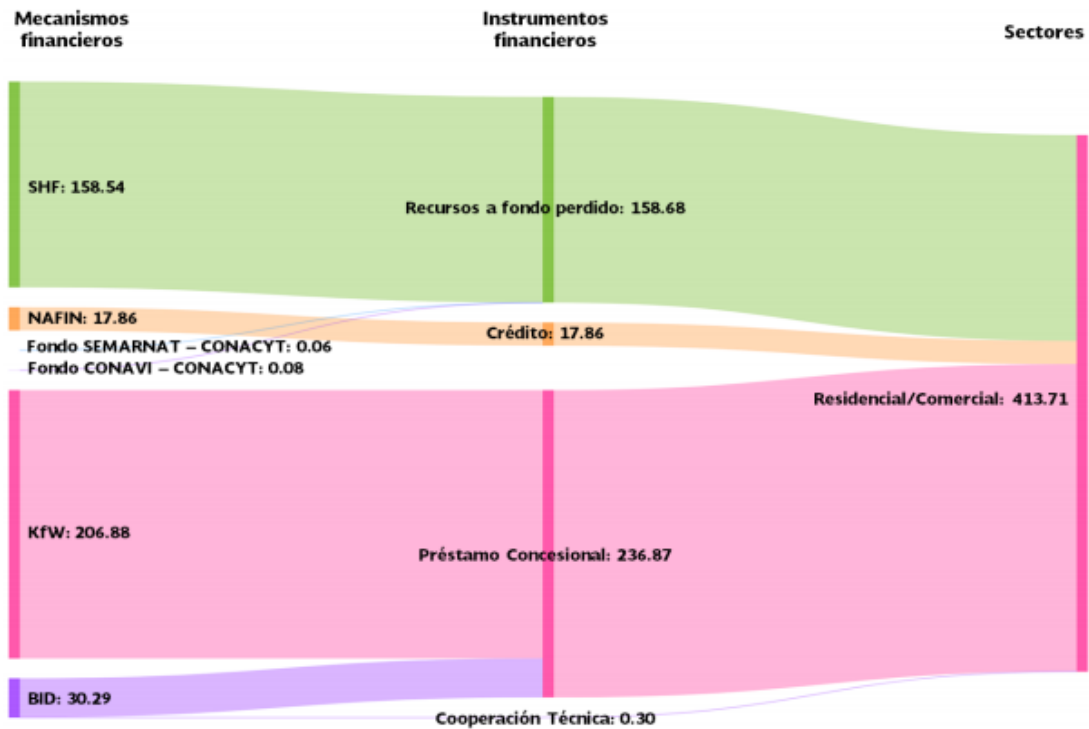 Mecanismos
financieros
Instrumentos
financieros
Sectores
SHF: 158.54
Recursos a fondo perdido: 158.68
NAFIN: 17.86
Crédito: 17.86
Fondo SEMARNAT – CONACYT: 0.06
Fondo CONAVI – CONACYT: 0.08
Residencial/Comercial: 413.71
KfW: 206.88
Préstamo Concesional: 236.87
BID: 30.29
Cooperación Técnica: 0.30